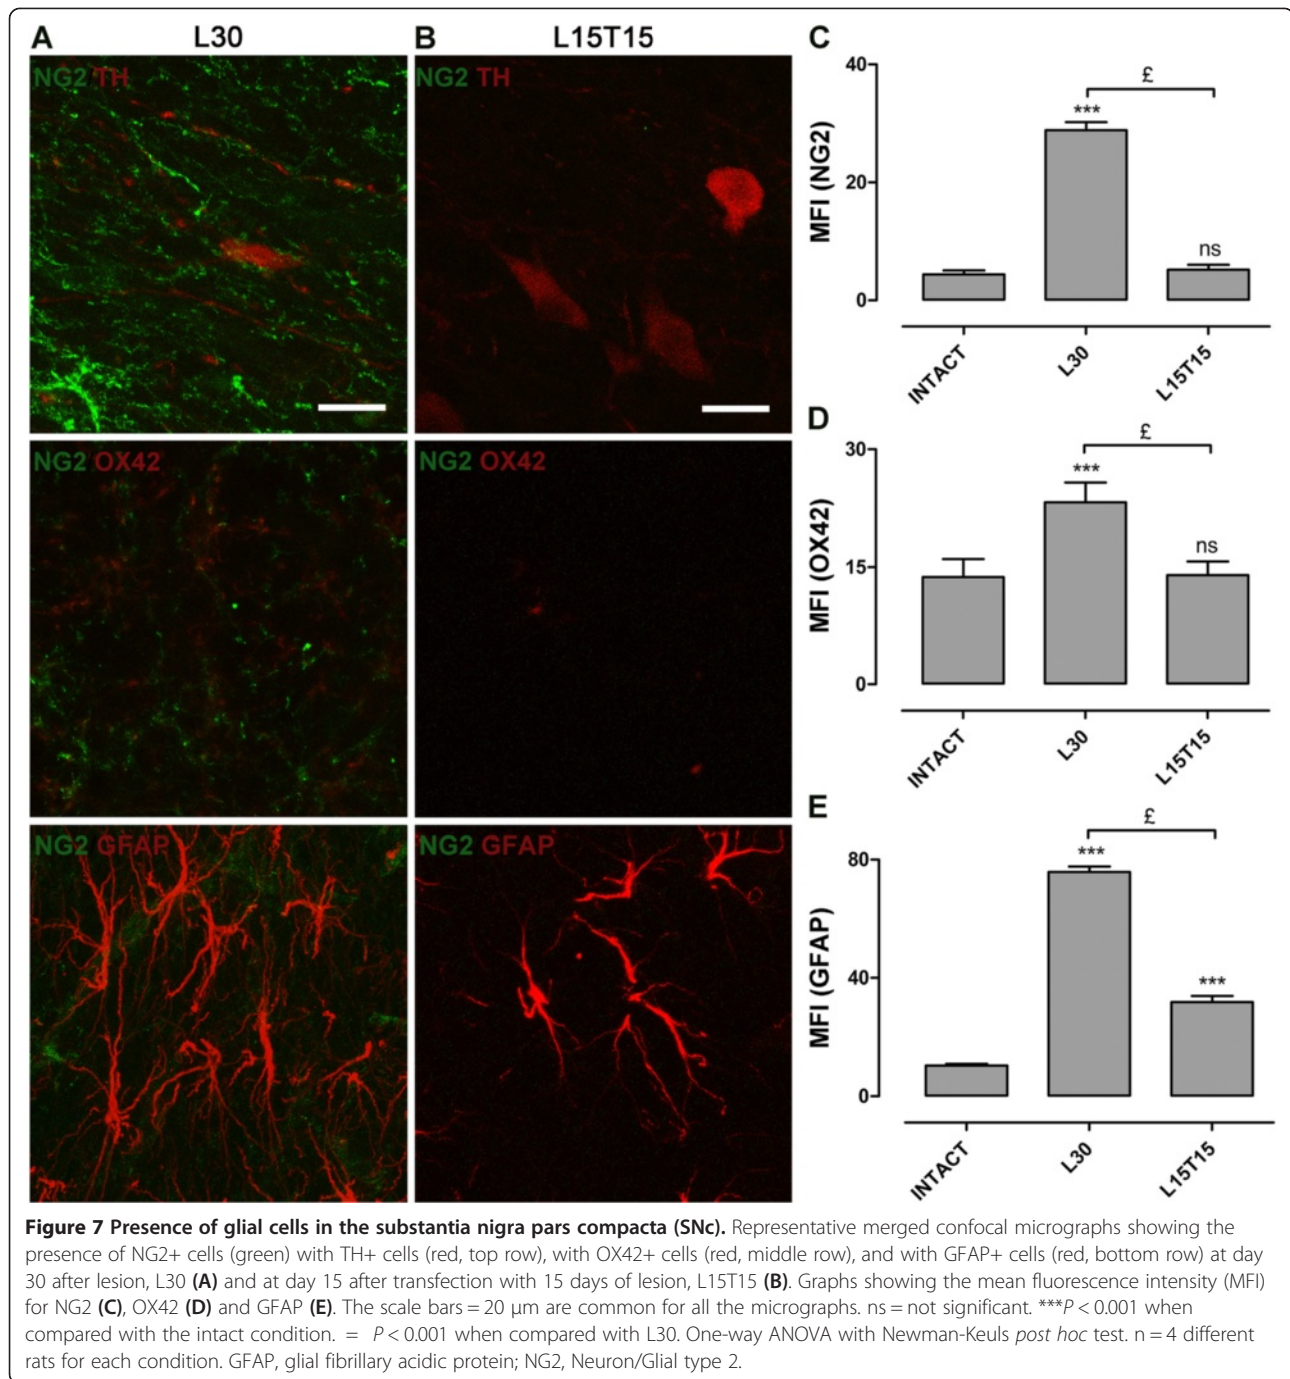 A L30 B L15T15 C
NG2 TH NG2 TH
NG2 OX42 NG2 OX42
NG2 GFAP NG2 GFAP
40
20
0
MFI (NG2)
£
***
ns
INTACT L30 L15T15
D
30
15
0
MFI (OX42)
£
***
ns
INTACT L30 L15T15
E
80
40
0
MFI (GFAP)
£
***
***
INTACT L30 L15T15
Figure 7 Presence of glial cells in the substantia nigra pars compacta (SNc). Representative merged confocal micrographs showing the
presence of NG2+ cells (green) with TH+ cells (red, top row), with OX42+ cells (red, middle row), and with GFAP+ cells (red, bottom row) at day
30 after lesion, L30 (A) and at day 15 after transfection with 15 days of lesion, L15T15 (B). Graphs showing the mean fluorescence intensity (MFI)
for NG2 (C), OX42 (D) and GFAP (E). The scale bars = 20 μm are common for all the micrographs. ns = not significant. ***P < 0.001 when
compared with the intact condition. = P < 0.001 when compared with L30. One-way ANOVA with Newman-Keuls post hoc test. n = 4 different
rats for each condition. GFAP, glial fibrillary acidic protein; NG2, Neuron/Glial type 2.